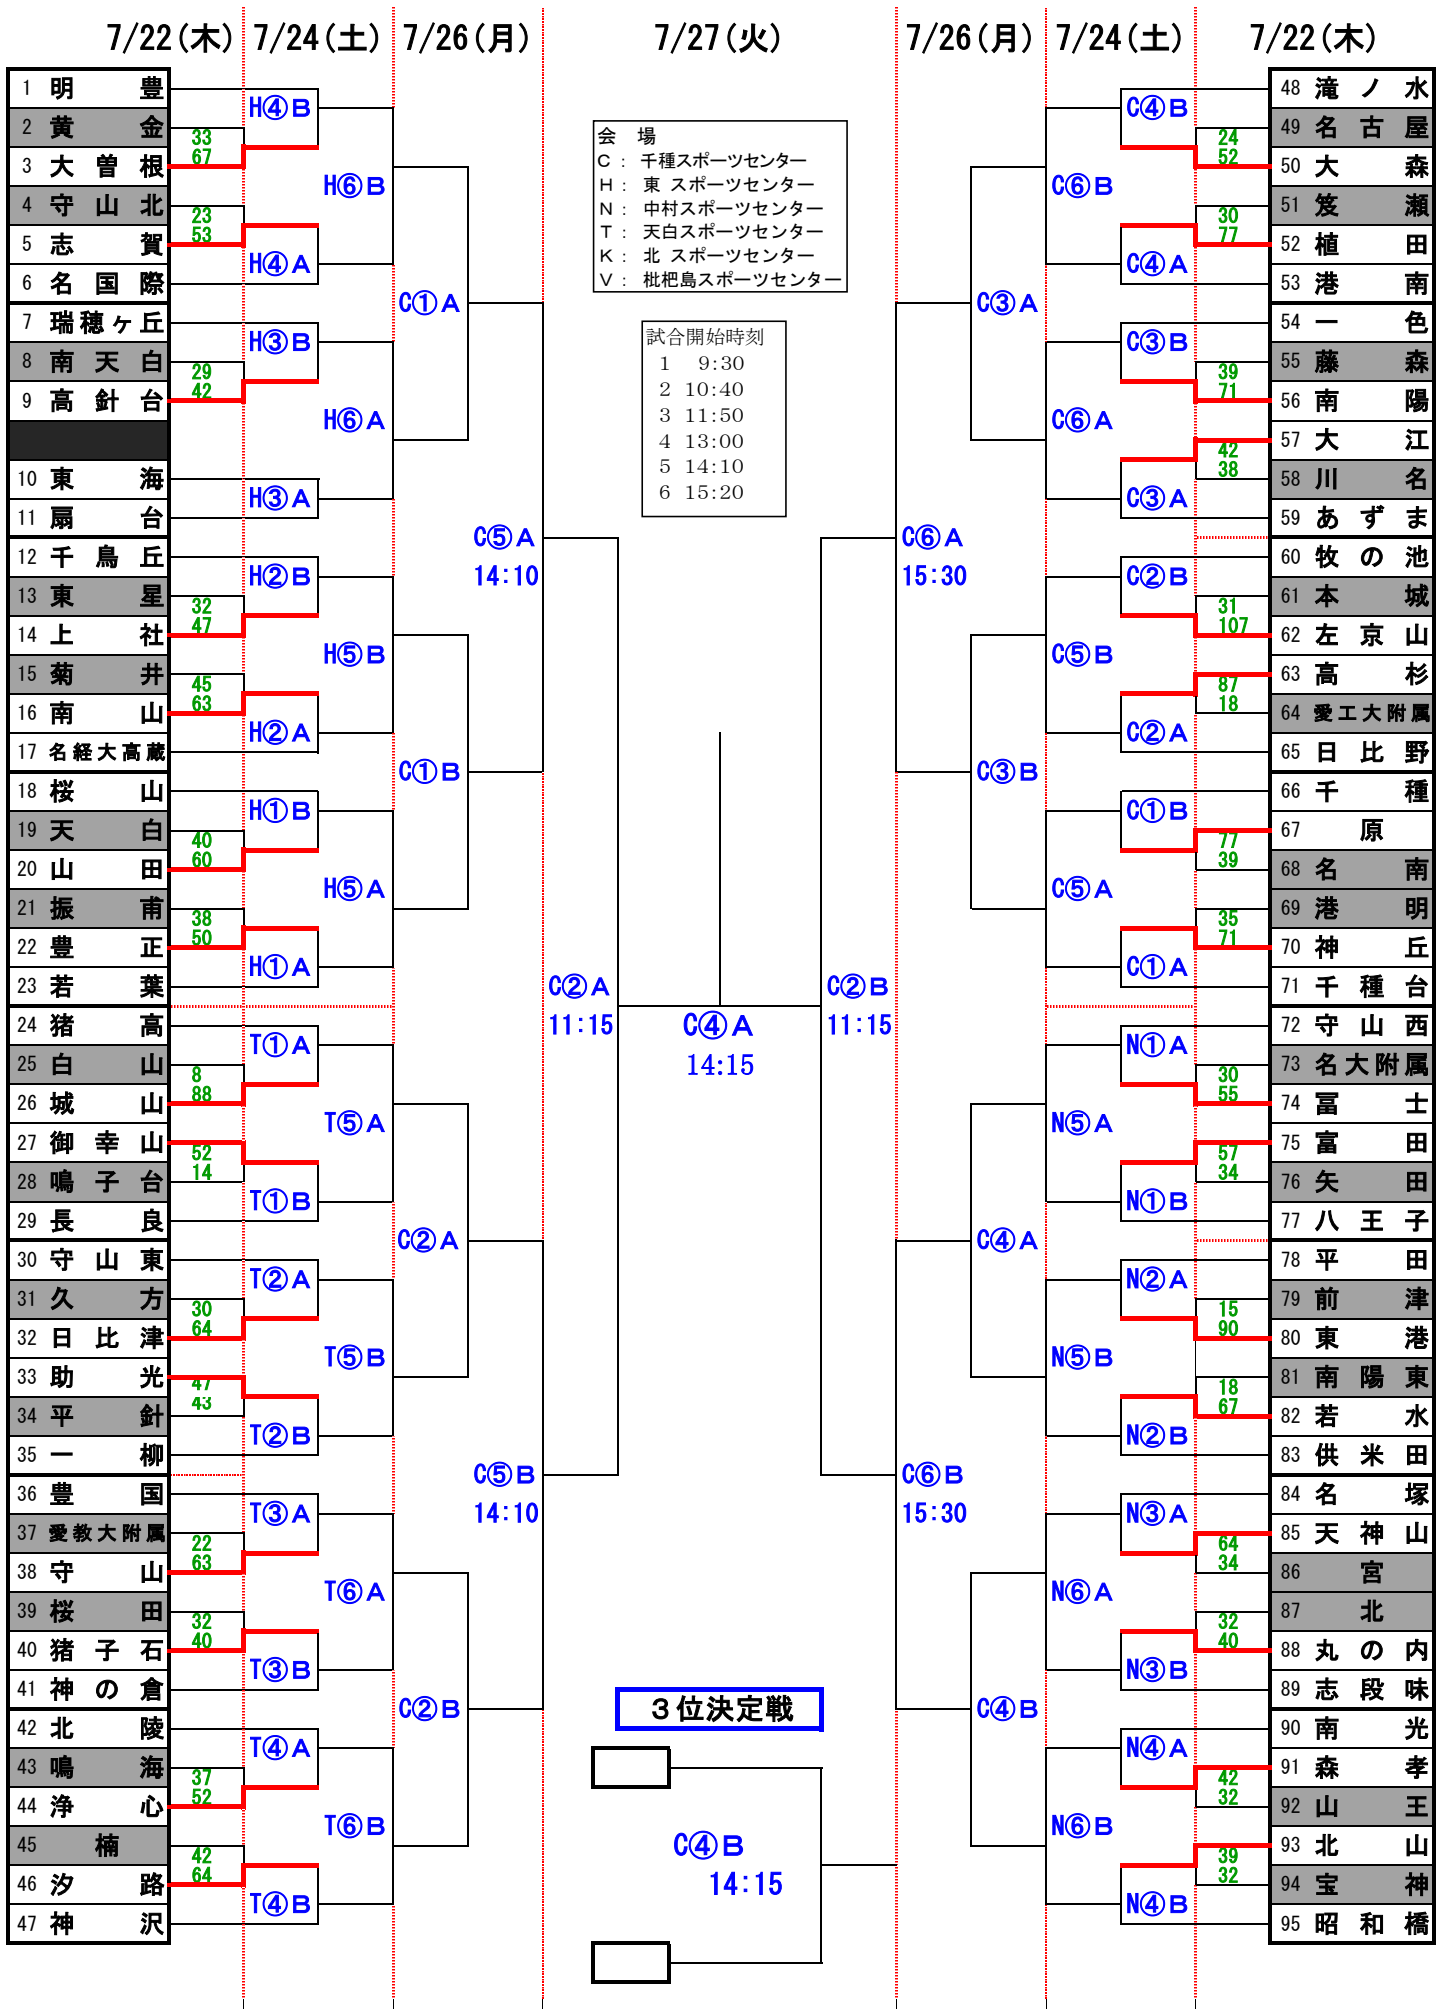 7/22(木) 7/24(土) 7/26(月) 7/27(火) 7/26(月) 7/24(土) 7/22(木)
会 場
C : 千種スポーツセンター
H : 東 スポーツセンター
N : 中村スポーツセンター
T : 天白スポーツセンター
K : 北 スポーツセンター
V : 枇杷島スポーツセンター
試合開始時刻
1 9:30
2 10:40
3 11:50
4 13:00
5 14:10
6 15:20
1 明豊
2 黄金
33
67
3 大曽根
4 守山北
23
53
5 志賀
6 名国際
7 瑞穂ヶ丘
8 南天白
29
42
9 高針台
10 東海
11 扇台
12 千鳥丘
13 東星
32
47
14 上社
15 菊井
45
63
16 南山
17 名経大高蔵
18 桜山
19 天白
40
60
20 山田
21 振甫
38
50
22 豊正
23 若葉
24 猪高
25 白山
8
88
26 城山
27 御幸山
52
14
28 鳴子台
29 長良
30 守山東
31 久方
30
64
32 日比津
33 助光
47
43
34 平針
35 一柳
36 豊国
37 愛教大附属
22
63
38 守山
39 桜田
32
40
40 猪子石
41 神の倉
42 北陵
43 鳴海
37
52
44 浄心
45 楠
42
64
46 汐路
47 神沢
H④B
H④A
H③B
H③A
H②B
H②A
H①B
H①A
T①A
T①B
T②A
T②B
T③A
T③B
T④A
T④B
H⑥B
H⑥A
H⑤B
H⑤A
T⑤A
T⑤B
T⑥A
T⑥B
C①A
C①B
C②A
C②B
C⑤A
14:10
C⑤B
14:10
C②A
11:15
C④A
14:15
C②B
11:15
3位決定戦
C④B
14:15
C⑥A
15:30
C⑥B
15:30
C③A
C③B
C④A
C④B
C⑥B
C⑥A
C⑤B
C⑤A
N⑤A
N⑤B
N⑥A
N⑥B
C④B
C④A
C③B
C③A
C②B
C②A
C①B
C①A
N①A
N①B
N②A
N②B
N③A
N③B
N④A
N④B
48 滝ノ水
49 名古屋
24
52
50 大森
51 笈瀬
30
77
52 植田
53 港南
54 一色
55 藤森
39
71
56 南陽
57 大江
42
38
58 川名
59 あずま
60 牧の池
61 本城
31
107
62 左京山
63 高杉
87
18
64 愛工大附属
65 日比野
66 千種
67 原
77
39
68 名南
69 港明
35
71
70 神丘
71 千種台
72 守山西
73 名大附属
30
55
74 冨士
75 富田
57
34
76 矢田
77 八王子
78 平田
79 前津
15
90
80 東港
81 南陽東
18
67
82 若水
83 供米田
84 名塚
85 天神山
64
34
86 宮
87 北
32
40
88 丸の内
89 志段味
90 南光
91 森孝
42
32
92 山王
93 北山
39
32
94 宝神
95 昭和橋